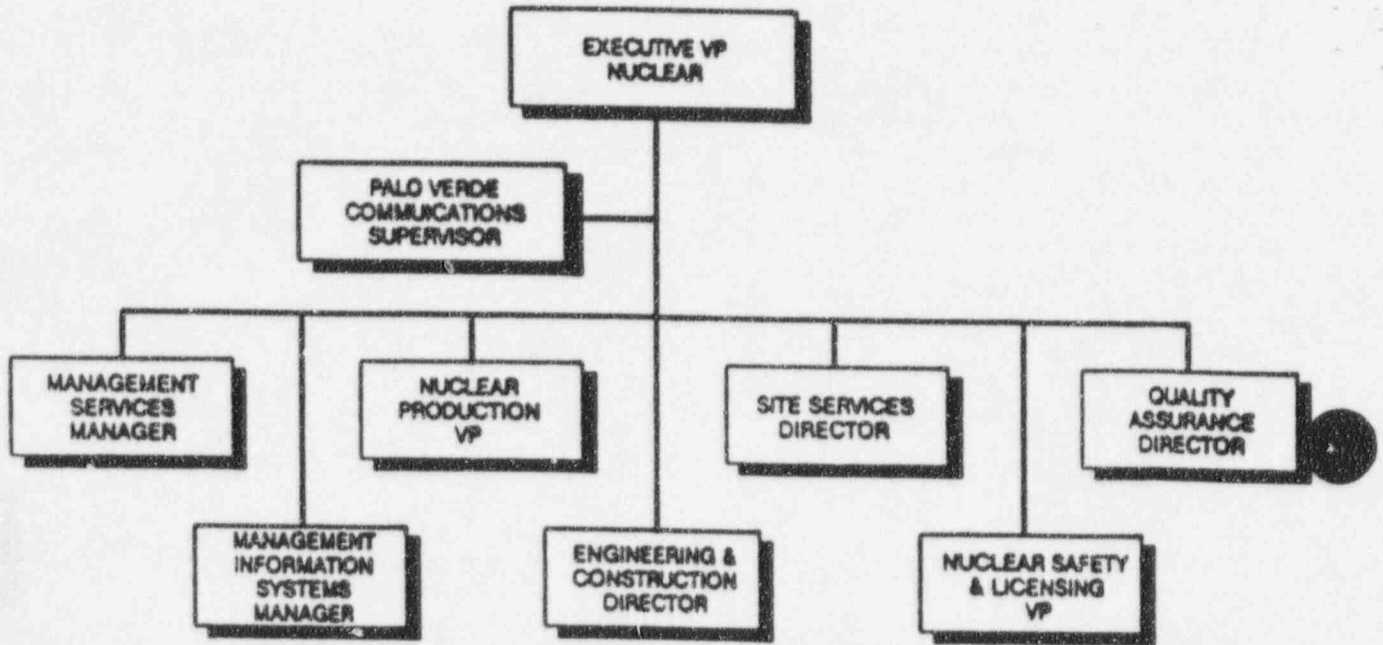 EXECUTIVE VP
NUCLEAR
PALO VERDE
COMMUICATIONS
SUPERVISOR
MANAGEMENT
SERVICES
MANAGER
NUCLEAR
PRODUCTION
VP
SITE SERVICES
DIRECTOR
QUALITY
ASSURANCE
DIRECTOR
MANAGEMENT
INFORMATION
SYSTEMS
MANAGER
ENGINEERING &
CONSTRUCTION
DIRECTOR
NUCLEAR SAFETY
& LICENSING
VP